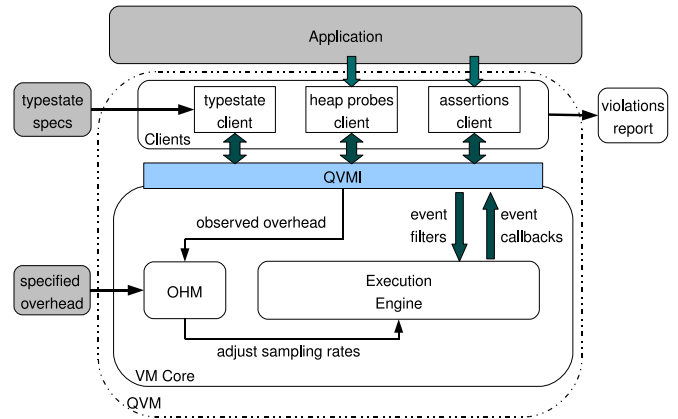 Application
typestate
specs
typestate
client
heap probes
client
assertions
client
Clients
violations
report
QVMI
observed overhead
event
filters
event
callbacks
specified
overhead
OHM
Execution
Engine
adjust sampling rates
VM Core
QVM